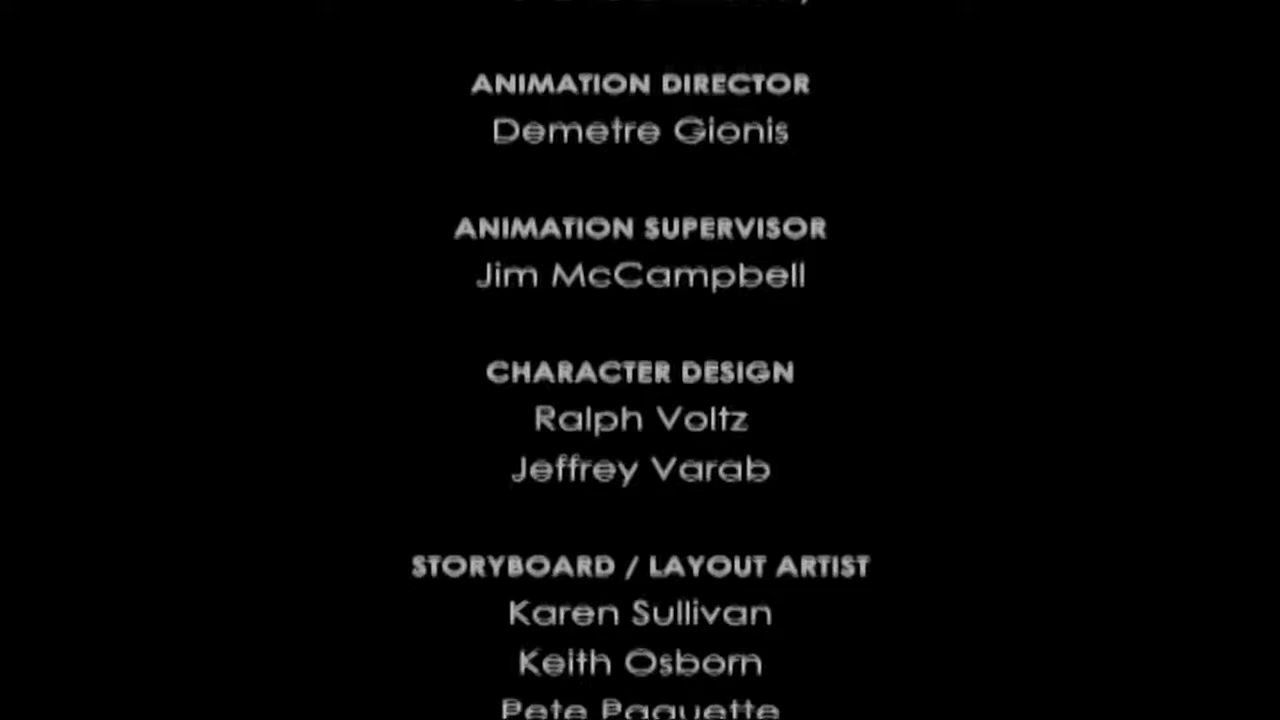 ANIMATION DIRECTOR
Demetre Gionis
ANIMATION SUPERVISOR
Jim McCampbell
CHARACTER DESIGN
Ralph Voltz
Jeffrey Varab
STORYBOARD / LAYOUT ARTIST
Karen Sullivan
Keith Osborn
Pete Paquette